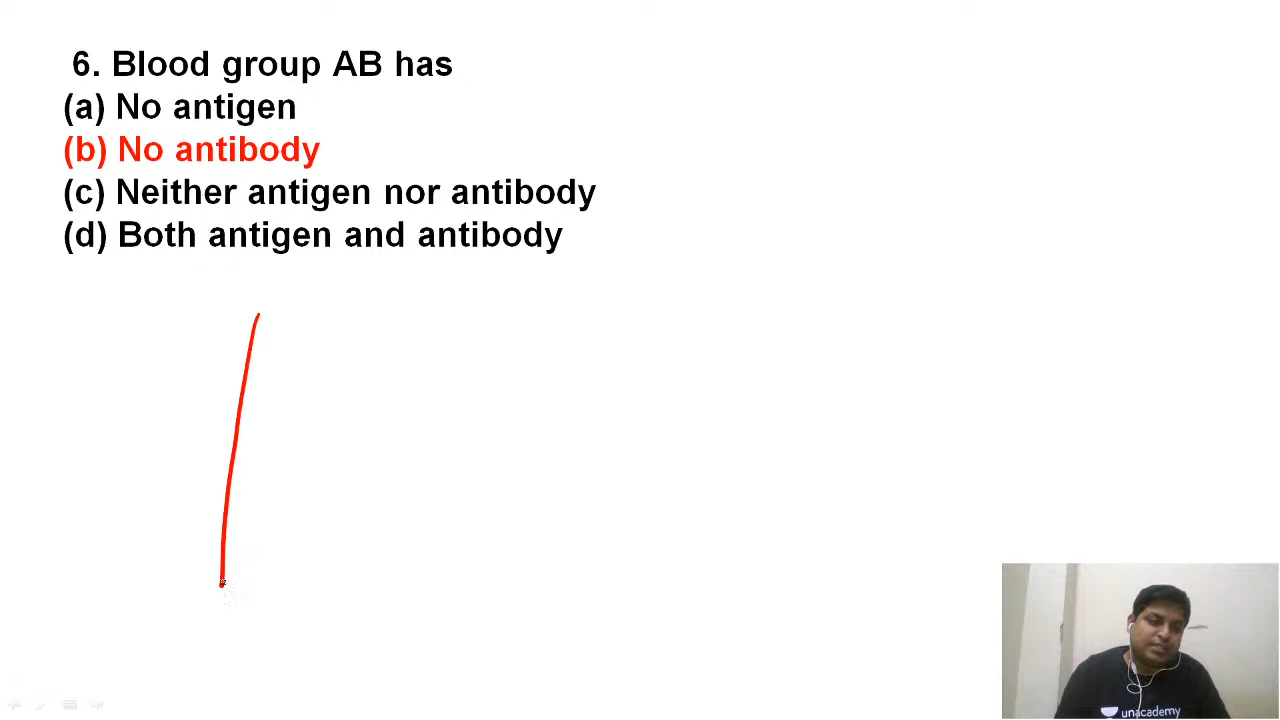 6. Blood group AB has
(a) No antigen
(b) No antibody
(c) Neither antigen nor antibody
(d) Both antigen and antibody
unacademy